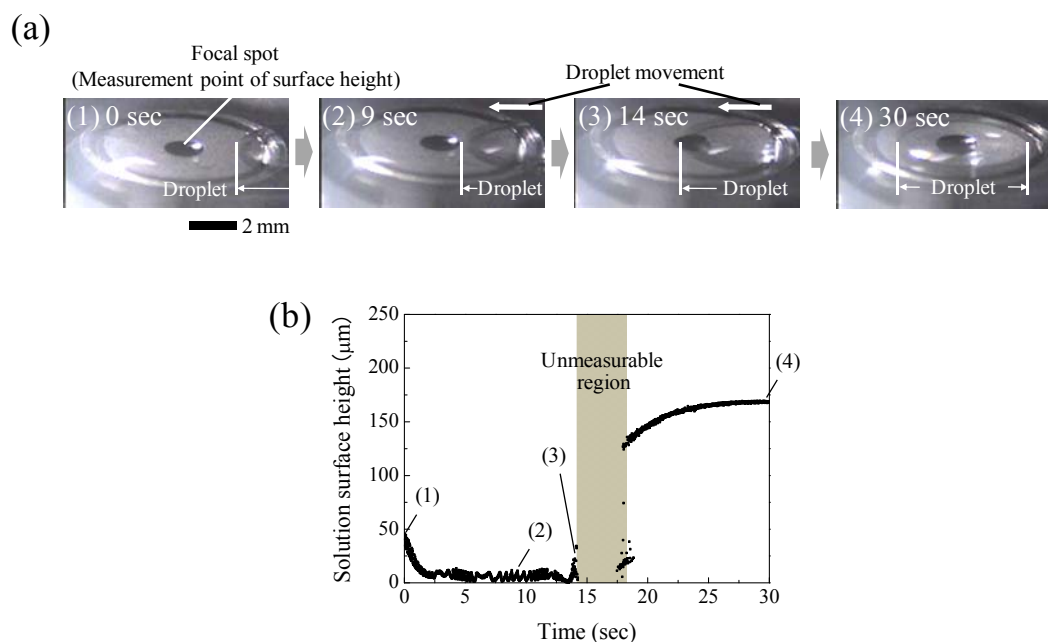 (a)
Focal spot
(Measurement point of surface height)
Droplet movement
(1) 0 sec
(2) 9 sec
(3) 14 sec
(4) 30 sec
Droplet
Droplet
Droplet
Droplet
2 mm
(b)
Solution surface height (μm)
250
200
150
100
50
0
Unmeasurable
region
(1)
(2)
(3)
(4)
0
5
10
15
20
25
30
Time (sec)